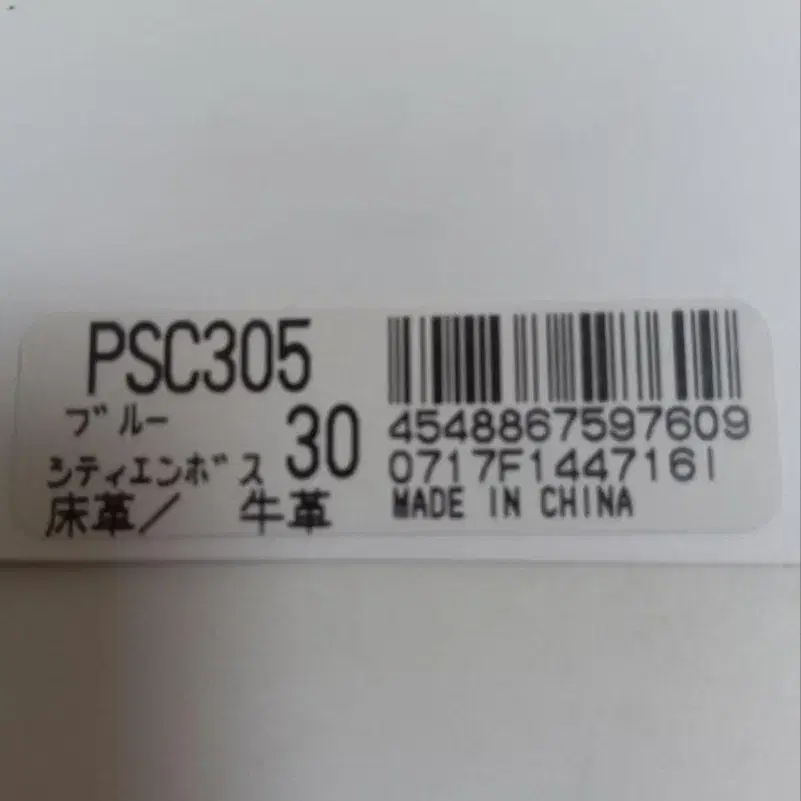 PSC305
ブルー 30
シティエンボス
床革/ 牛革
4548867597609
0717F1447161
MADE IN CHINA